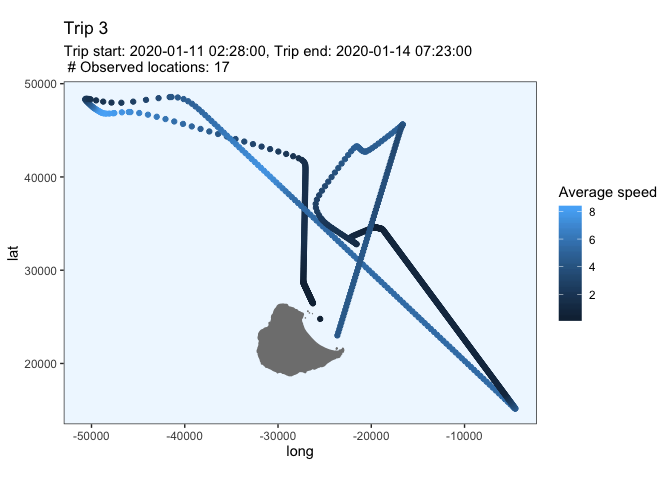 Trip 3
Trip start: 2020-01-11 02:28:00, Trip end: 2020-01-14 07:23:00
# Observed locations: 17
50000
40000
30000
20000
lat
-50000 -40000 -30000 -20000 -10000
long
Average speed
8
6
4
2